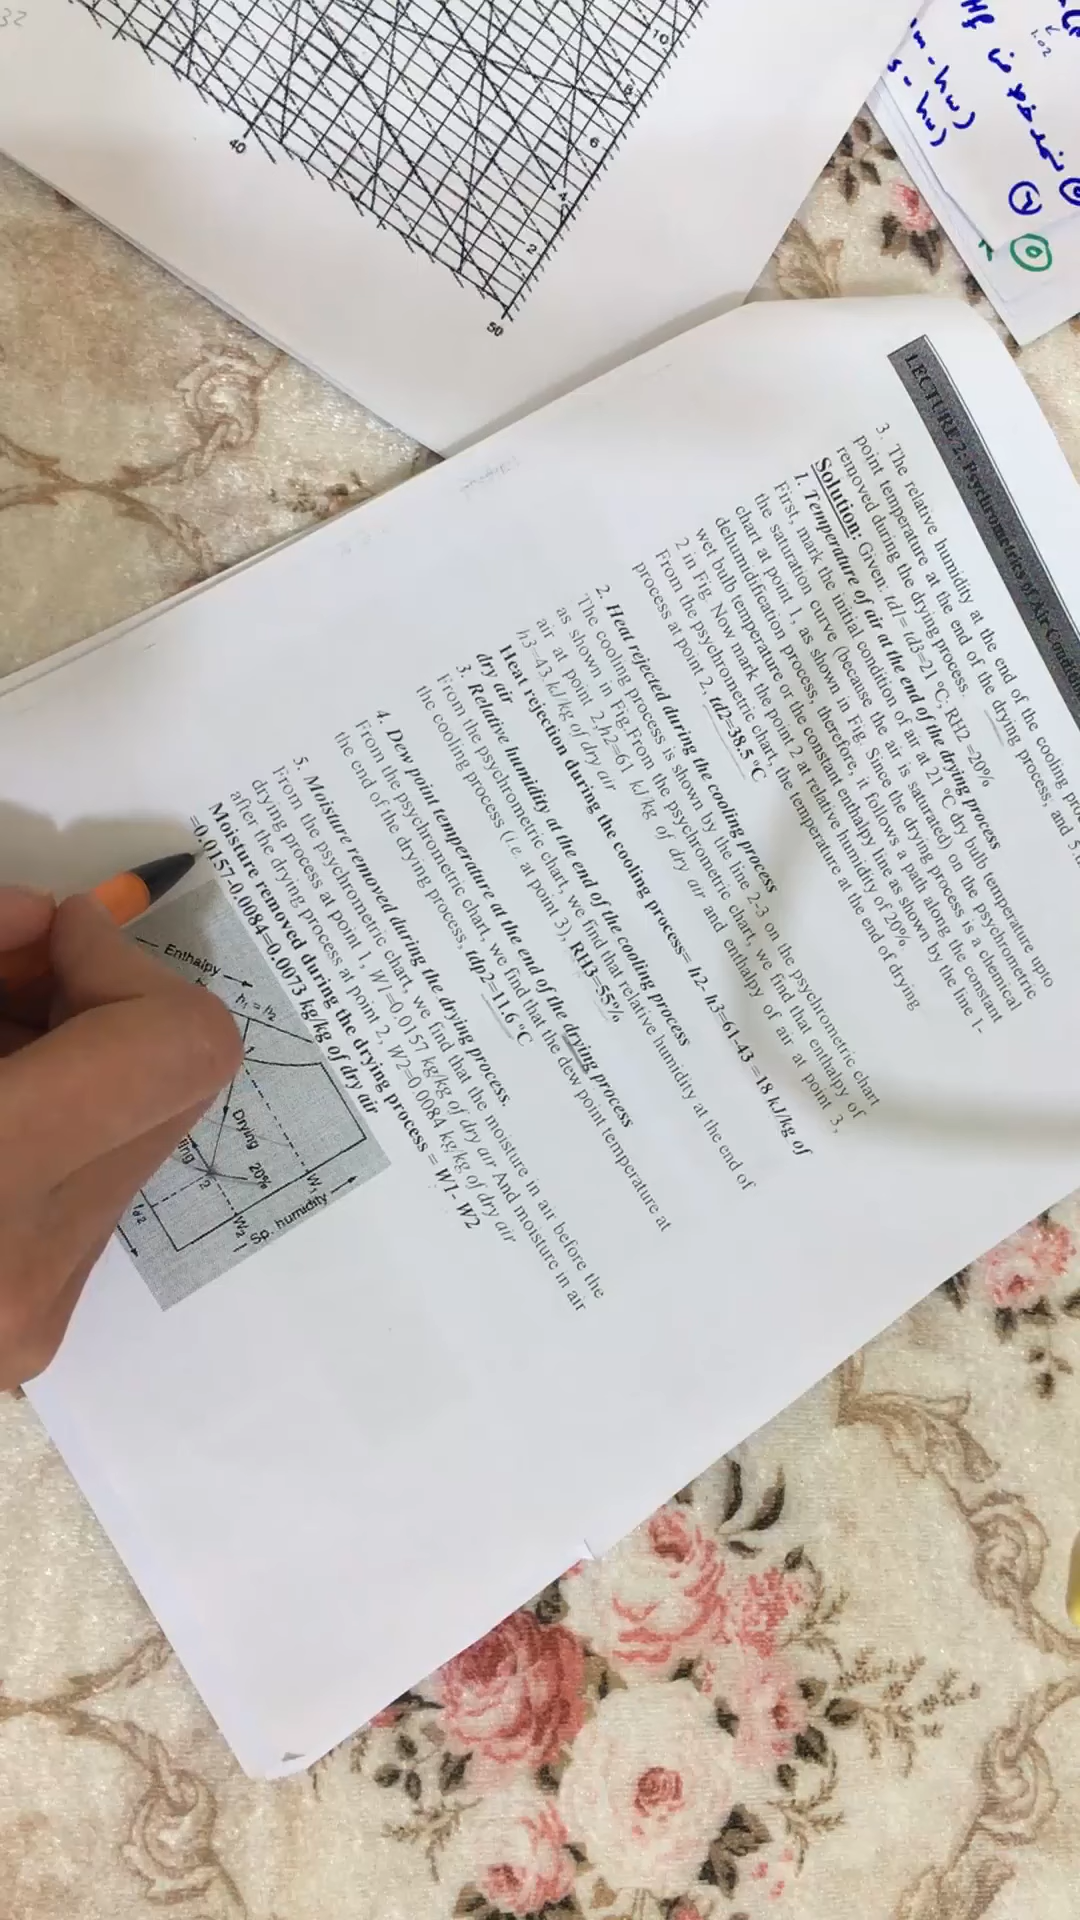 LECTURE 2: Psychrometrics of Air Conditi
3. The relative humidity at the end of the cooling pro
point temperature at the end of the drying process; and 5.
removed during the drying process.
Solution: Given: td1= td3=21 °C, RH2 =20%
1. Temperature of air at the end of the drying process
First, mark the initial condition of air at 21 °C dry bulb temperature upto
the saturation curve (because the air is saturated) on the psychrometric
chart at point 1, as shown in Fig. Since the drying process is a chemical
dehumidification process, therefore, it follows a path along the constant
wet bulb temperature or the constant enthalpy line as shown by the line 1-
2 in Fig. Now mark the point 2 at relative humidity of 20%.
From the psychrometric chart, the temperature at the end of drying
process at point 2, td2=38.5 °C
2. Heat rejected during the cooling process
The cooling process is shown by the line 2-3 on the psychrometric chart
as shown in Fig.From the psychrometric chart, we find that enthalpy of
air at point 2,h2=61 kJ/kg of dry air and enthalpy of air at point 3,
h3=43.kJ/kg of dry air
Heat rejection during the cooling process= h2- h3=61-43 =18 kJ/kg of
dry air
3. Relative humidity at the end of the cooling process
From the psychrometric chart, we find that relative humidity at the end of
the cooling process (i.e. at point 3), RH3=55%
4. Dew point temperature at the end of the drying process
From the psychrometric chart, we find that the dew point temperature at
the end of the drying process, tdp2=11.6 °C
5. Moisture removed during the drying process.
From the psychrometric chart, we find that the moisture in air before the
drying process at point 1, W1=0.0157 kg/kg of dry air And moisture in air
after the drying process at point 2, W2=0.0084 kg/kg of dry air
Moisture removed during the drying process = W1- W2
=0.0157-0.0084=0.0073 kg/kg of dry air
Enthalpy
h₁ = h₂
1
Drying
20%
ling
2
W₁
W₂
Sp. humidity
td2
10
8
6
4
2
40
50
32
1.02